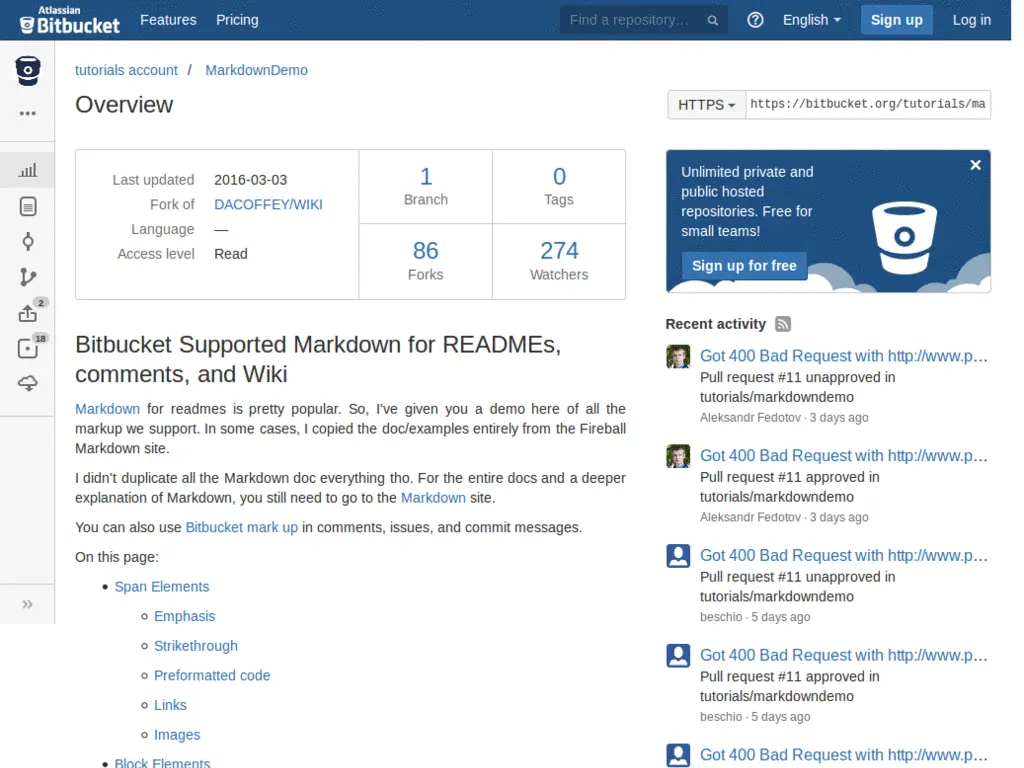 Atlassian
Bitbucket
Features Pricing
Find a repository...
English
Sign up
Log in
tutorials account / MarkdownDemo
Overview
HTTPS
https://bitbucket.org/tutorials/ma
2
18
Last updated 2016-03-03
Fork of DACOFFEY/WIKI
Language —
Access level Read
1
Branch
0
Tags
86
Forks
274
Watchers
Bitbucket Supported Markdown for READMEs,
comments, and Wiki
Markdown for readmes is pretty popular. So, I've given you a demo here of all the
markup we support. In some cases, I copied the doc/examples entirely from the Fireball
Markdown site.
I didn't duplicate all the Markdown doc everything tho. For the entire docs and a deeper
explanation of Markdown, you still need to go to the Markdown site.
You can also use Bitbucket mark up in comments, issues, and commit messages.
On this page:
Span Elements
Emphasis
Strikethrough
Preformatted code
Links
Images
Block Elements
Unlimited private and
public hosted
repositories. Free for
small teams!
Sign up for free
Recent activity
Got 400 Bad Request with http://www.p...
Pull request #11 unapproved in
tutorials/markdowndemo
Aleksandr Fedotov · 3 days ago
Got 400 Bad Request with http://www.p...
Pull request #11 approved in
tutorials/markdowndemo
Aleksandr Fedotov · 3 days ago
Got 400 Bad Request with http://www.p...
Pull request #11 unapproved in
tutorials/markdowndemo
beschio · 5 days ago
Got 400 Bad Request with http://www.p...
Pull request #11 approved in
tutorials/markdowndemo
beschio · 5 days ago
Got 400 Bad Request with http://www.p...